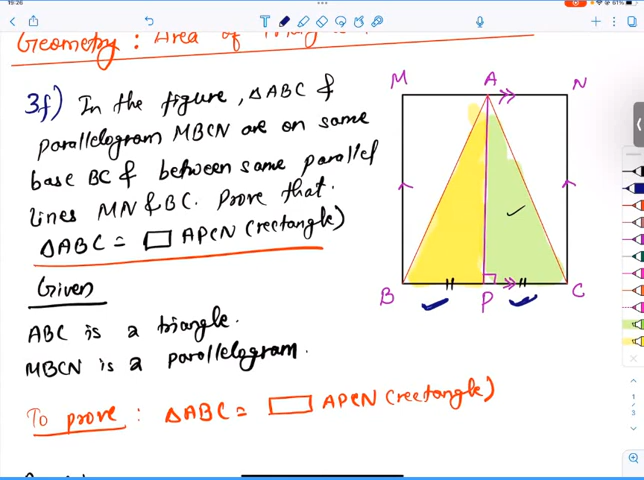 19:26
Geometry : Area of
3f) In the figure, ΔABC &
parallelogram MBCN are on same
base BC & between same parallel
lines MN & BC. Prove that
ΔABC = ▭ APCN (rectangle)
Given
ABC is a triangle.
MBCN is a parallelogram.
To prove : ΔABC = ▭ APCN (rectangle)
M A N
B P C